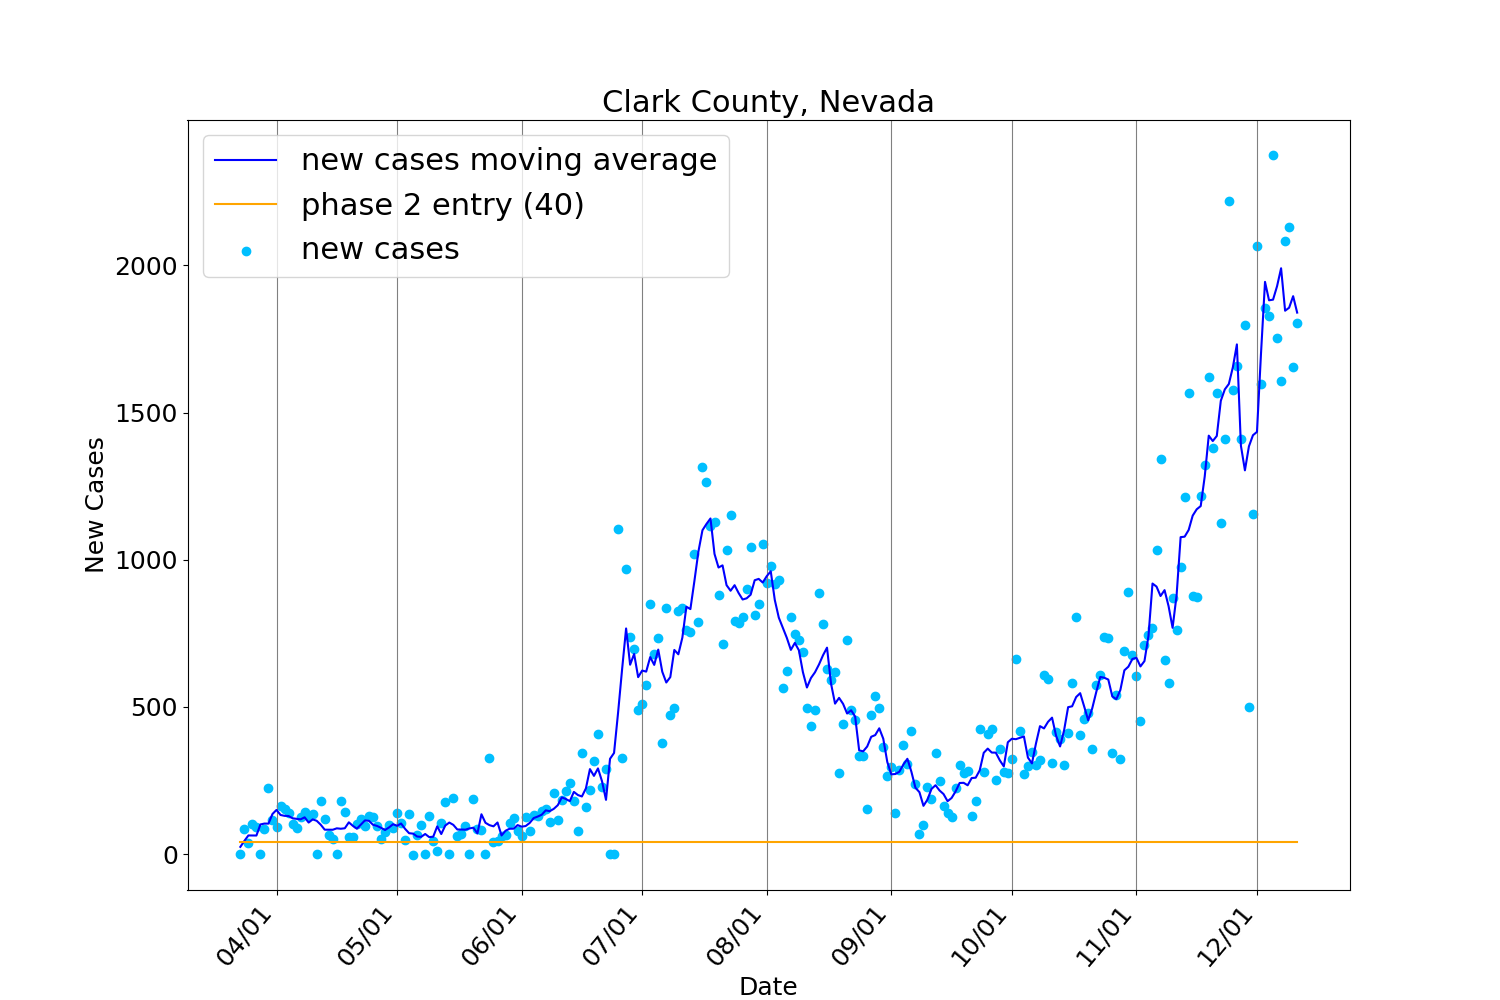 Clark County, Nevada
new cases moving average
phase 2 entry (40)
new cases
New Cases
2000
1500
1000
500
0
04/01
05/01
06/01
07/01
08/01
09/01
10/01
11/01
12/01
Date